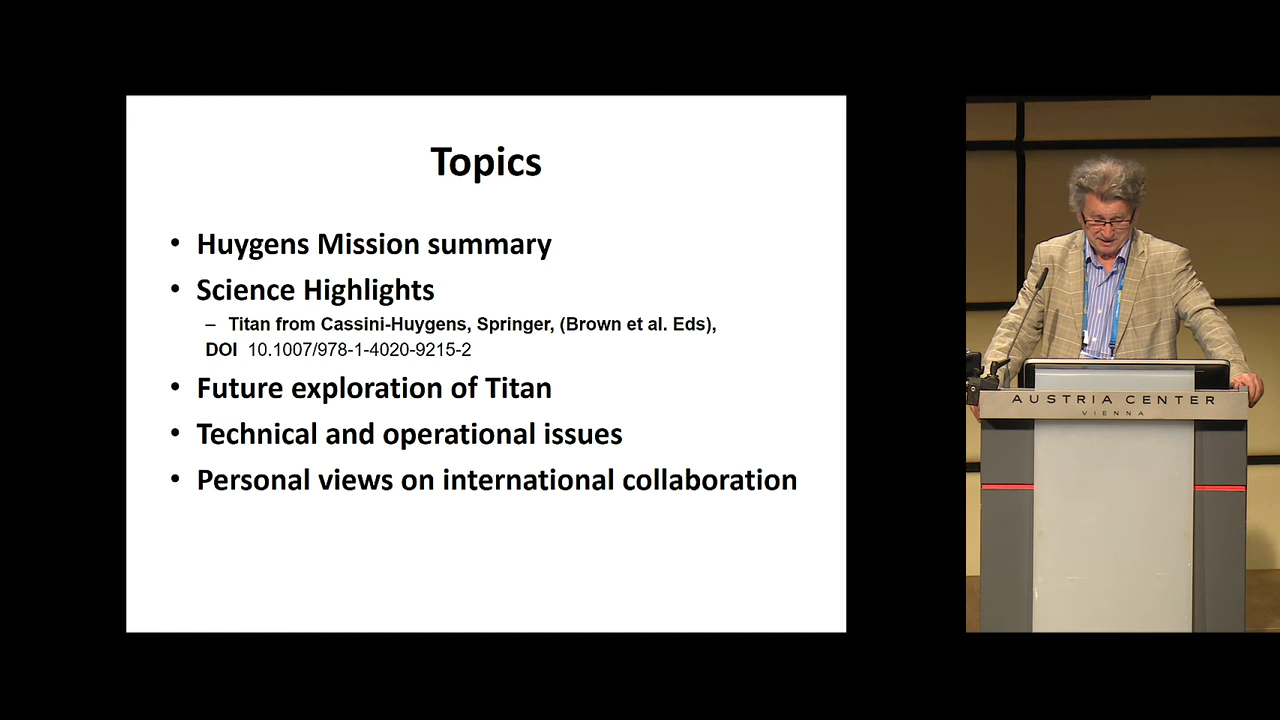 Topics
• Huygens Mission summary
• Science Highlights
– Titan from Cassini-Huygens, Springer, (Brown et al. Eds),
DOI 10.1007/978-1-4020-9215-2
• Future exploration of Titan
• Technical and operational issues
• Personal views on international collaboration
AUSTRIA CENTER
VIENNA